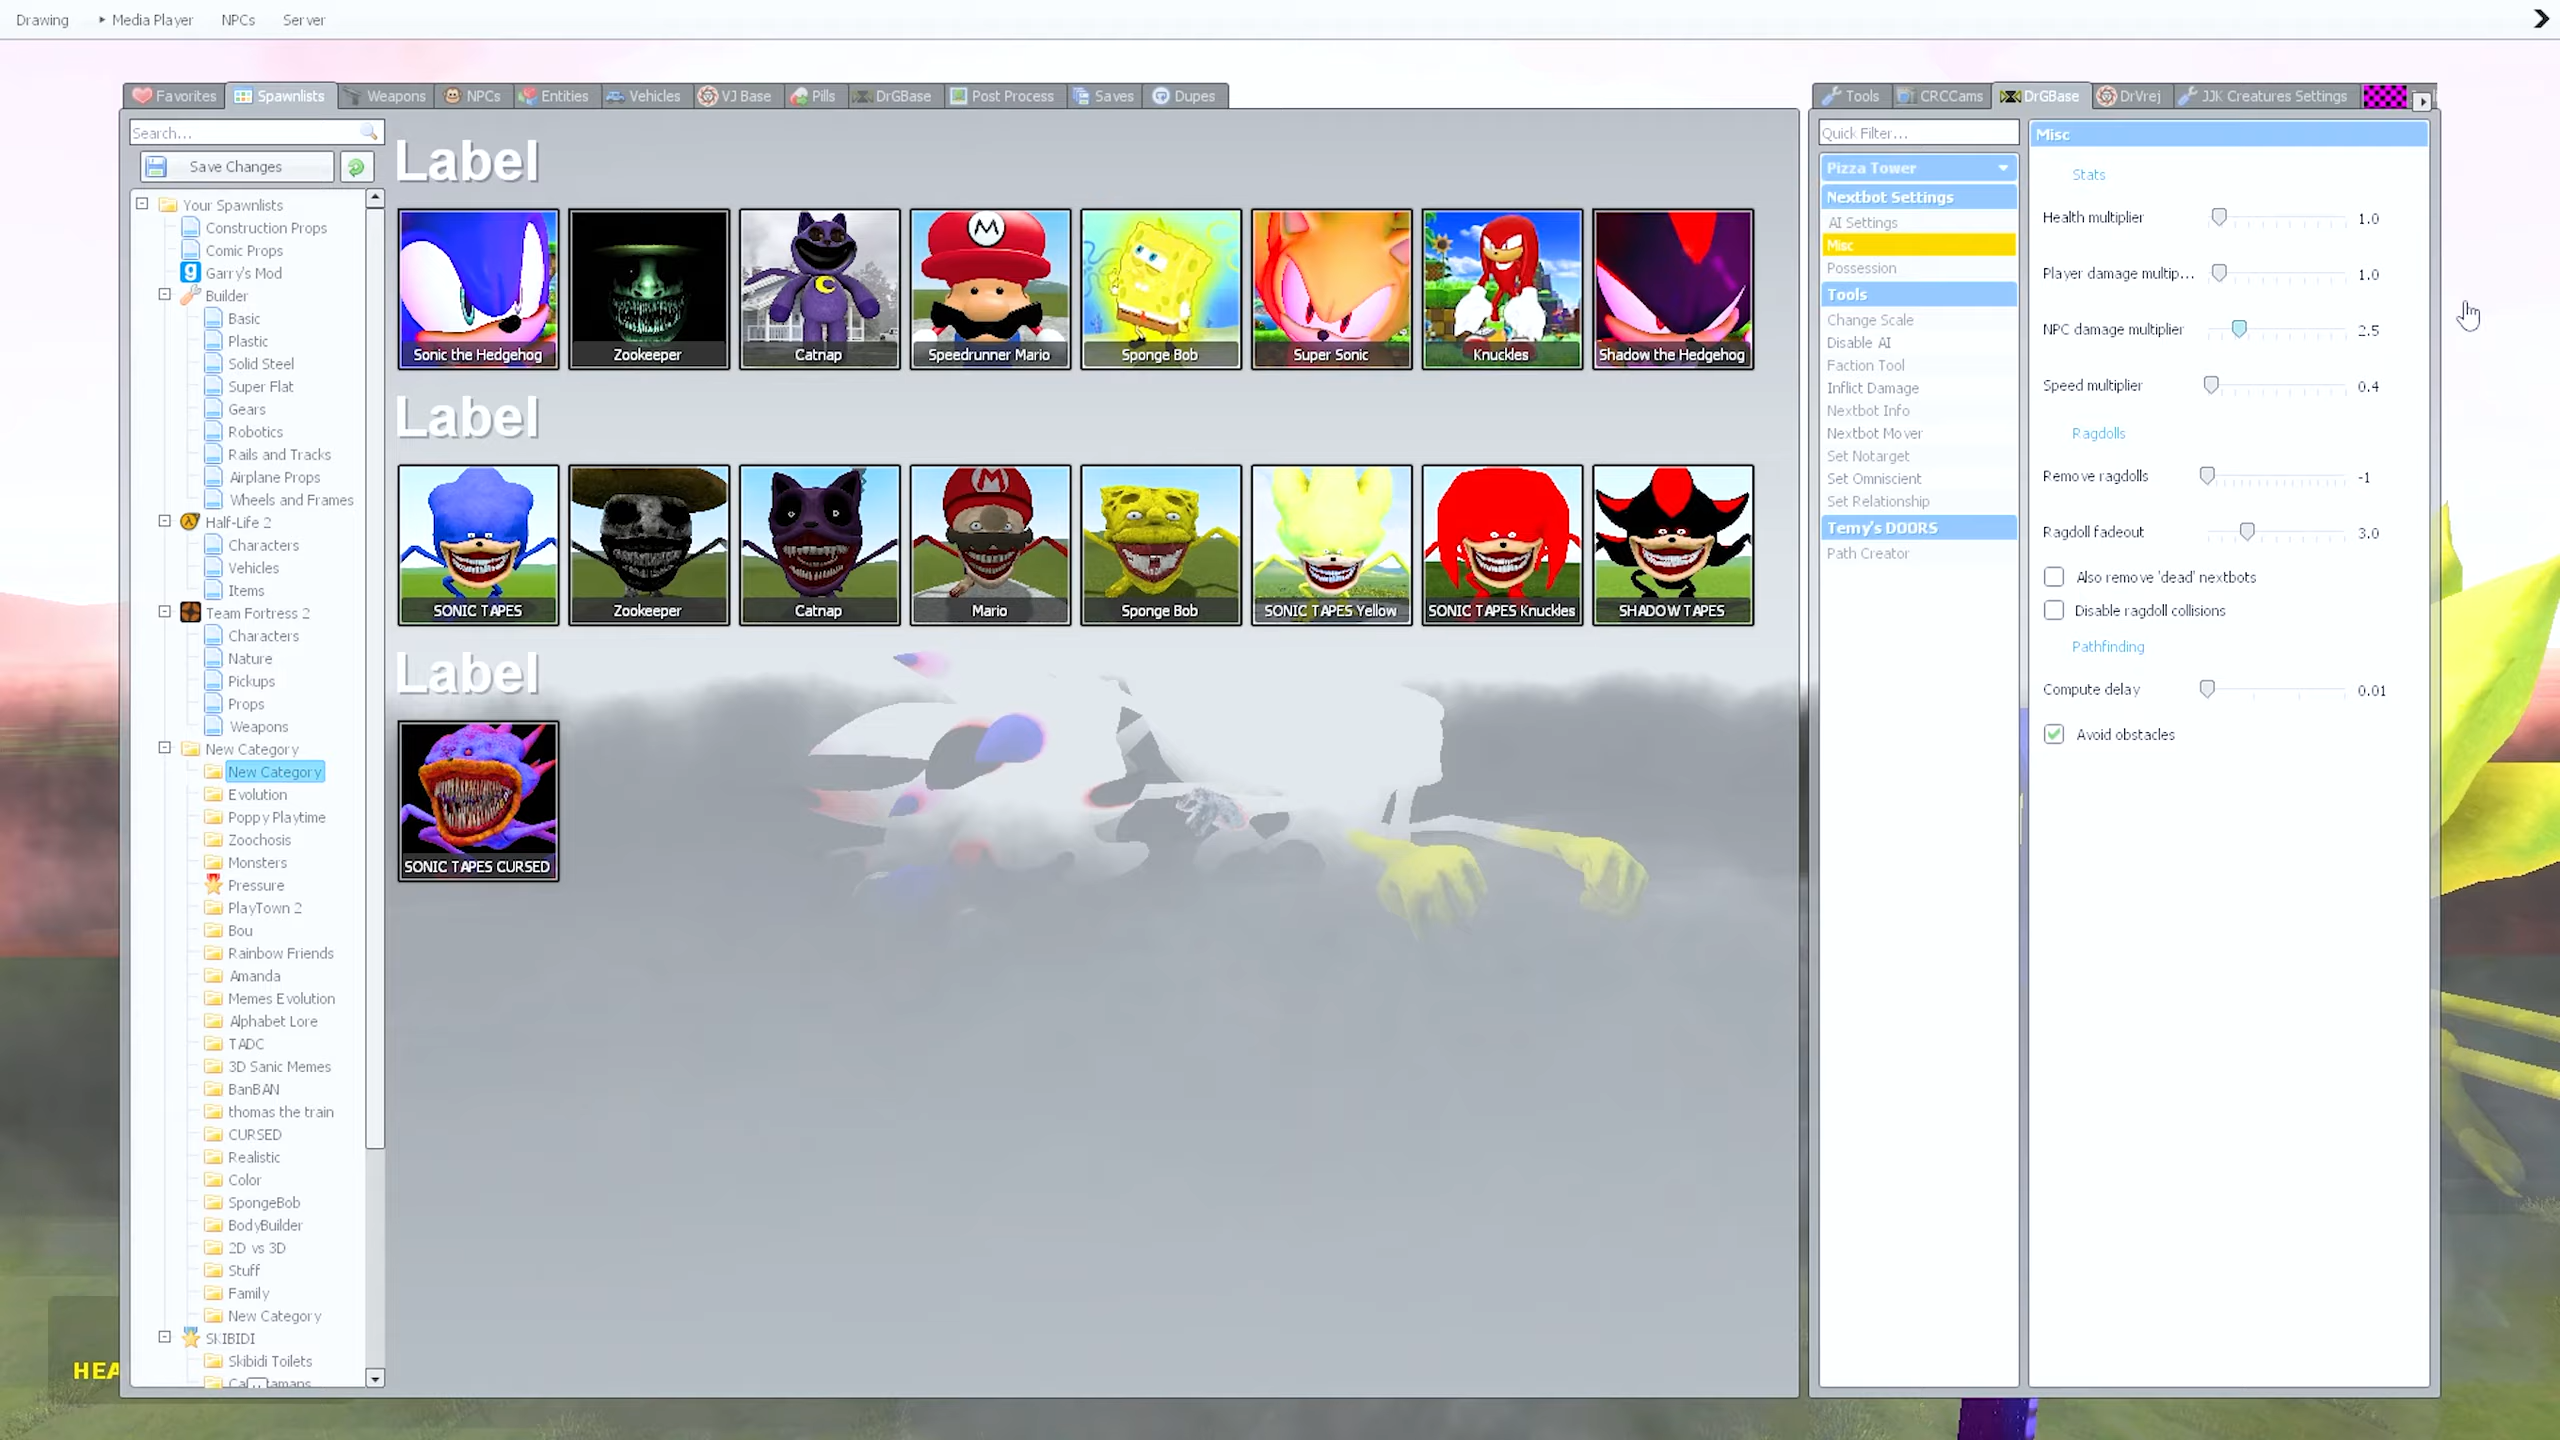 Drawing
Media Player
NPCs
Server
Favorites
Spawnlists
Weapons
NPCs
Entities
Vehicles
VJ Base
Pills
DrGBase
Post Process
Saves
Dupes
Search...
Save Changes
Your Spawnlists
Construction Props
Comic Props
Garry's Mod
Builder
Basic
Plastic
Solid Steel
Super Flat
Gears
Robotics
Rails and Tracks
Airplane Props
Wheels and Frames
Half-Life 2
Characters
Vehicles
Items
Team Fortress 2
Characters
Nature
Pickups
Props
Weapons
New Category
New Category
Evolution
Poppy Playtime
Zoochosis
Monsters
Pressure
PlayTown 2
Bou
Rainbow Friends
Amanda
Memes Evolution
Alphabet Lore
TADC
3D Sanic Memes
BanBAN
thomas the train
CURSED
Realistic
Color
SpongeBob
BodyBuilder
2D vs 3D
Stuff
Family
New Category
SKIBIDI
Skibidi Toilets
HEA
Label
Sonic the Hedgehog
Zookeeper
Catnap
Speedrunner Mario
Sponge Bob
Super Sonic
Knuckles
Shadow the Hedgehog
Label
SONIC TAPES
Zookeeper
Catnap
Mario
Sponge Bob
SONIC TAPES Yellow
SONIC TAPES Knuckles
SHADOW TAPES
Label
SONIC TAPES CURSED
Tools
CRCCams
DrGBase
DrVrej
JJK Creatures Settings
Quick Filter...
Pizza Tower
Nextbot Settings
AI Settings
Misc
Possession
Tools
Change Scale
Disable AI
Faction Tool
Inflict Damage
Nextbot Info
Nextbot Mover
Set Notarget
Set Omniscient
Set Relationship
Temy's DOORS
Path Creator
Misc
Stats
Health multiplier 1.0
Player damage multip... 1.0
NPC damage multiplier 2.5
Speed multiplier 0.4
Ragdolls
Remove ragdolls -1
Ragdoll fadeout 3.0
Also remove 'dead' nextbots
Disable ragdoll collisions
Pathfinding
Compute delay 0.01
Avoid obstacles